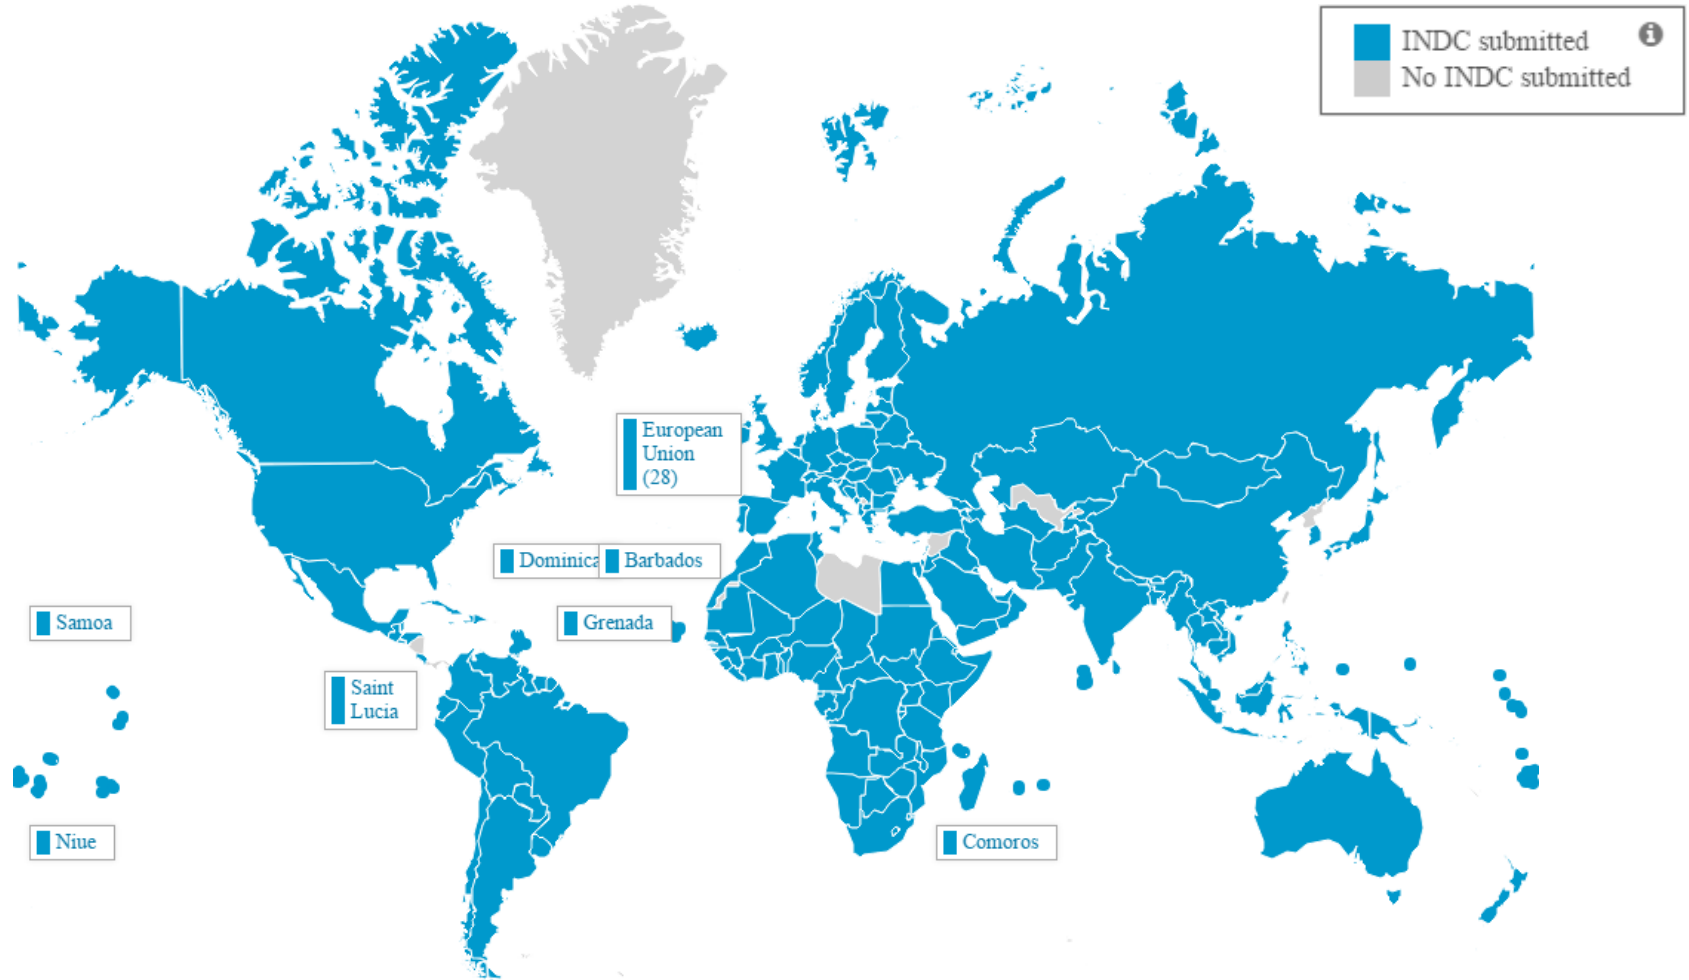 INDC submitted
No INDC submitted
European
Union
(28)
Dominica
Barbados
Samoa
Grenada
Saint
Lucia
Niue
Comoros